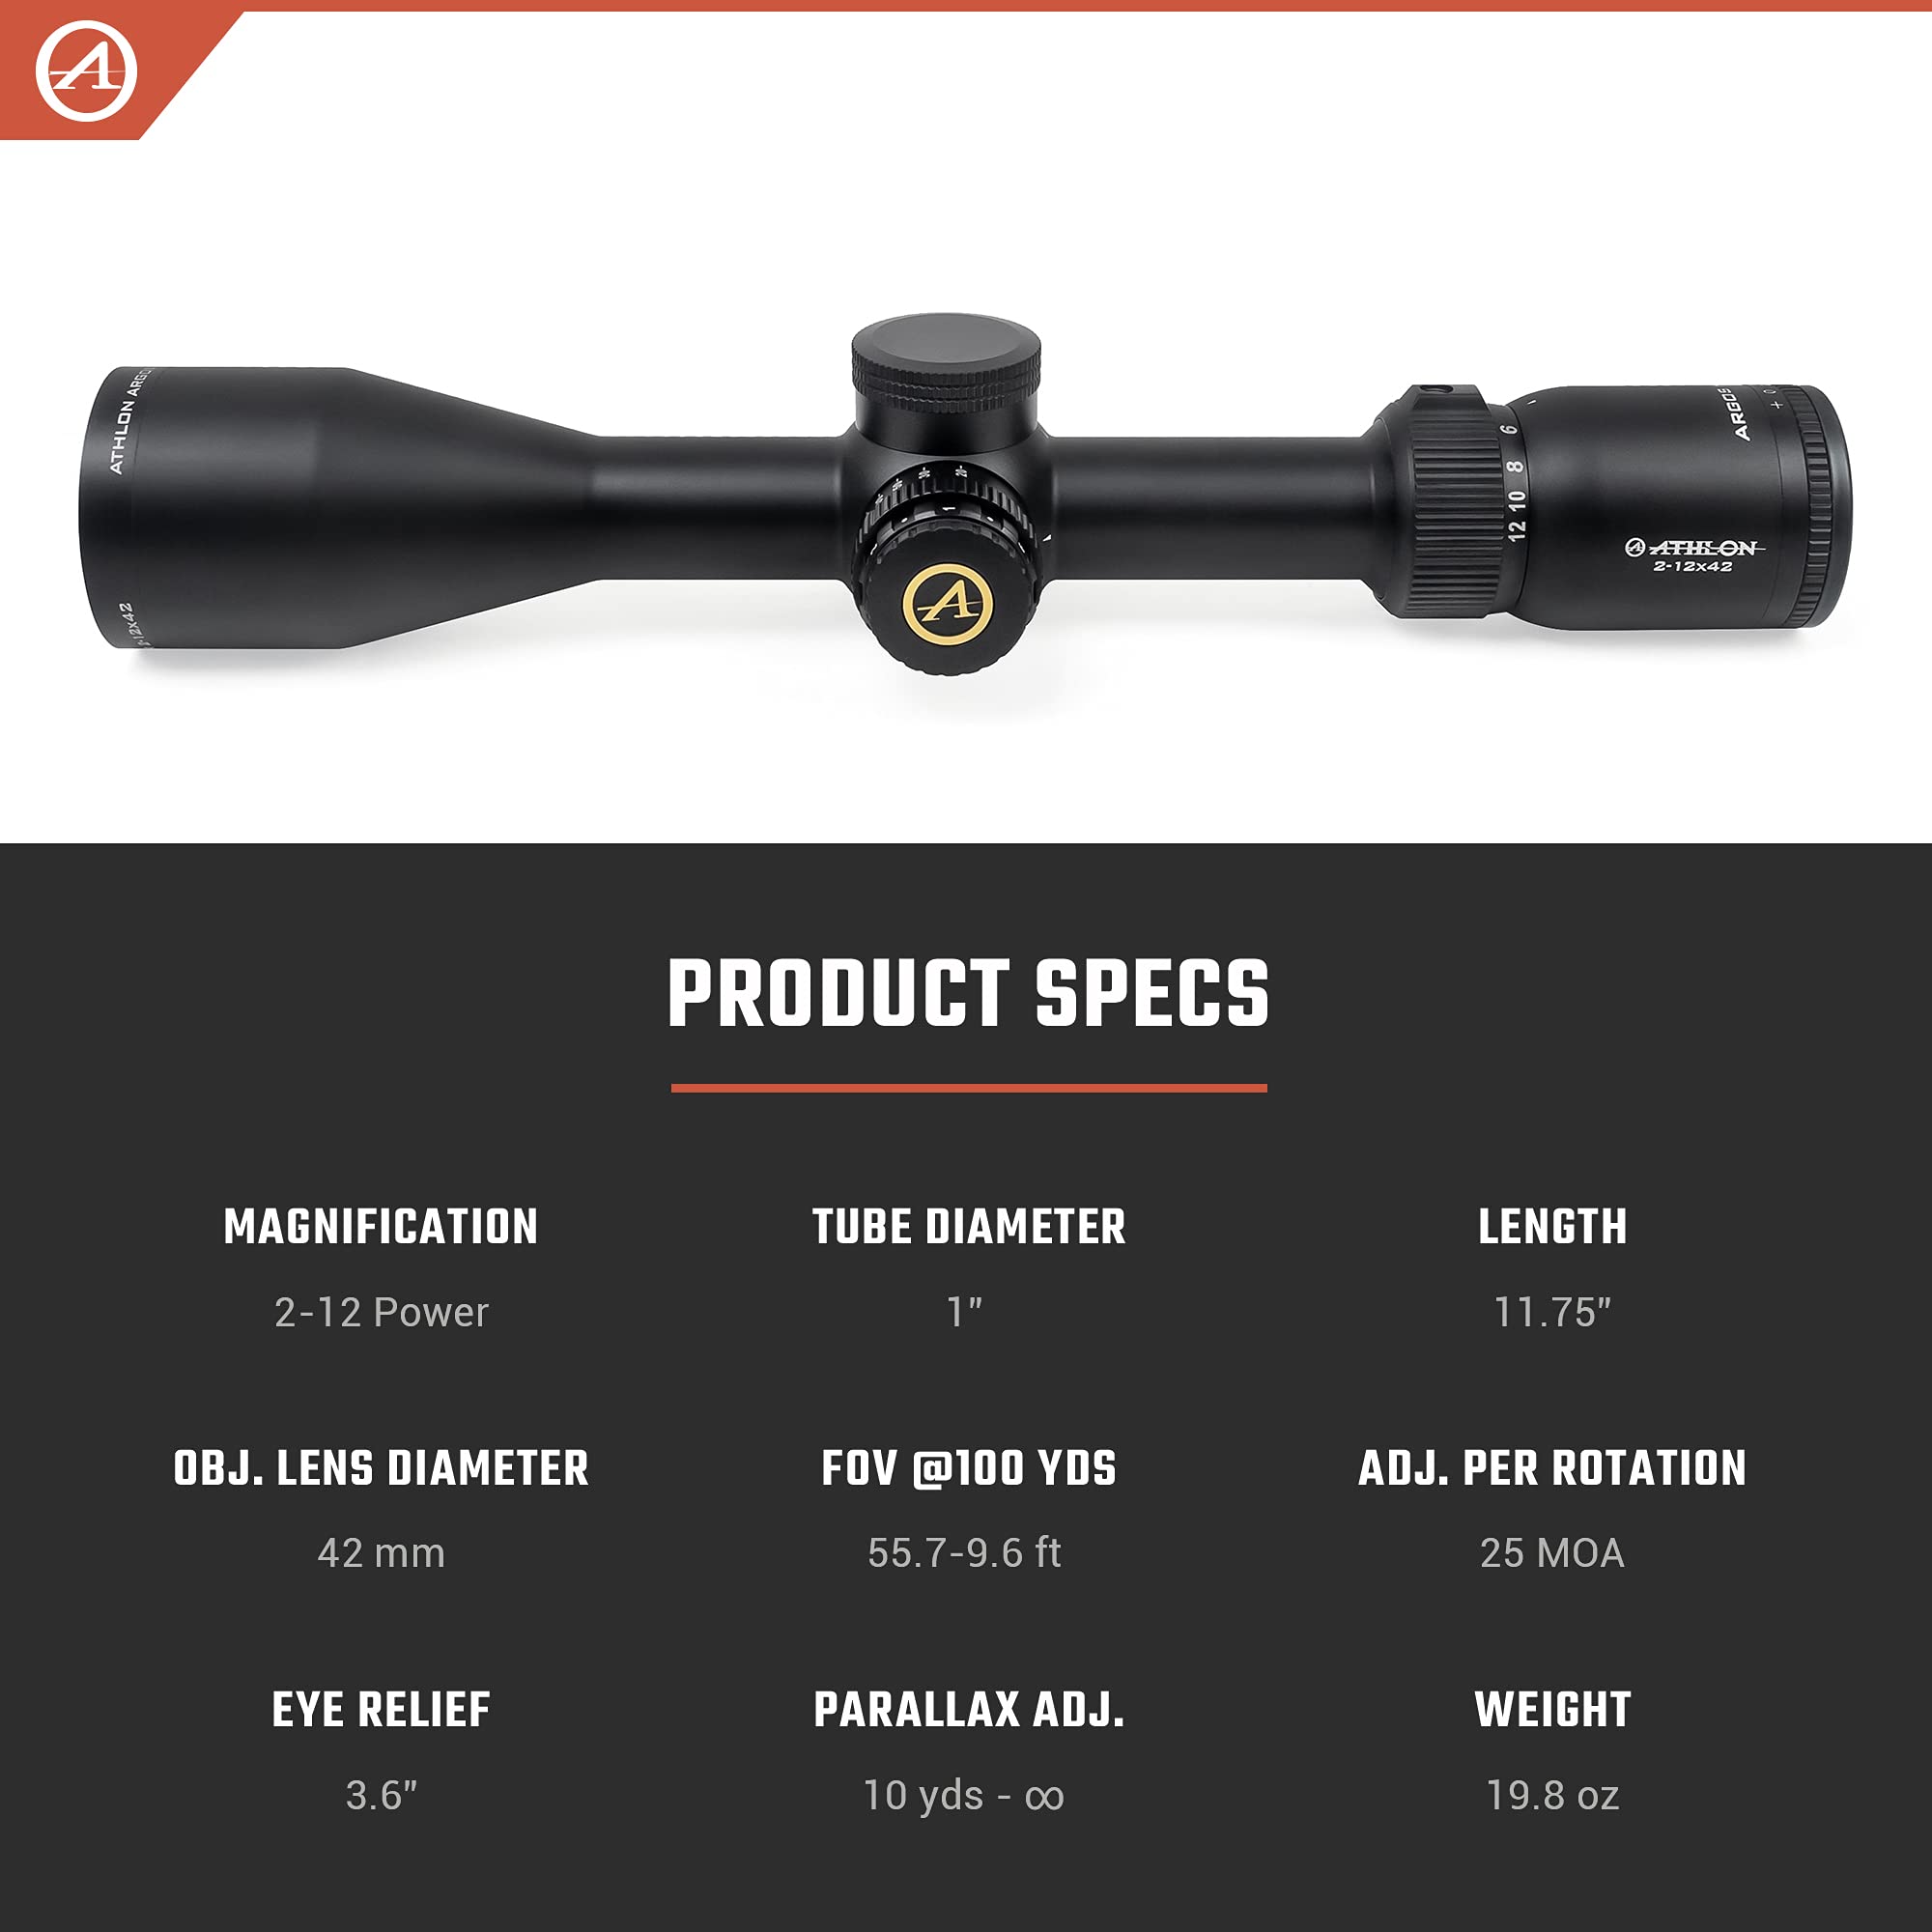 A
ATHLON ARGO
2-12x42
A
6
8
10
12
ARGOS
ATHLON
2-12x42
PRODUCT SPECS
MAGNIFICATION
2-12 Power
TUBE DIAMETER
1"
LENGTH
11.75"
OBJ. LENS DIAMETER
42 mm
FOV @100 YDS
55.7-9.6 ft
ADJ. PER ROTATION
25 MOA
EYE RELIEF
3.6"
PARALLAX ADJ.
10 yds - ∞
WEIGHT
19.8 oz